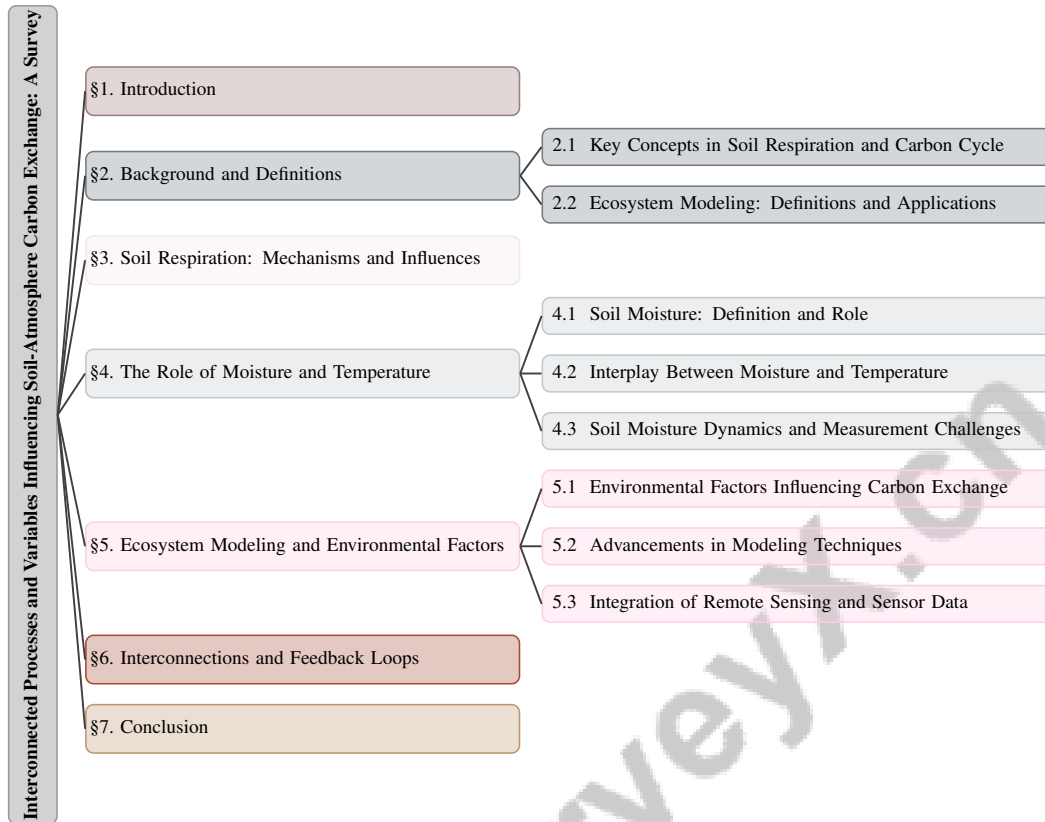 Interconnected Processes and Variables Influencing Soil-Atmosphere Carbon Exchange: A Survey
§1. Introduction
§2. Background and Definitions
2.1 Key Concepts in Soil Respiration and Carbon Cycle
2.2 Ecosystem Modeling: Definitions and Applications
§3. Soil Respiration: Mechanisms and Influences
§4. The Role of Moisture and Temperature
4.1 Soil Moisture: Definition and Role
4.2 Interplay Between Moisture and Temperature
4.3 Soil Moisture Dynamics and Measurement Challenges
§5. Ecosystem Modeling and Environmental Factors
5.1 Environmental Factors Influencing Carbon Exchange
5.2 Advancements in Modeling Techniques
5.3 Integration of Remote Sensing and Sensor Data
§6. Interconnections and Feedback Loops
§7. Conclusion
rveyx.cn